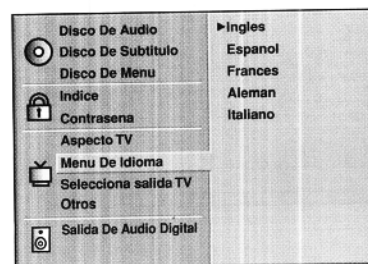 Disco De Audio
Disco De Subtitulo
Disco De Menu
Indice
Contrasena
Aspecto TV
Menu De Idioma
Selecciona salida TV
Otros
Salida De Audio Digital
►Ingles
Espanol
Frances
Aleman
Italiano